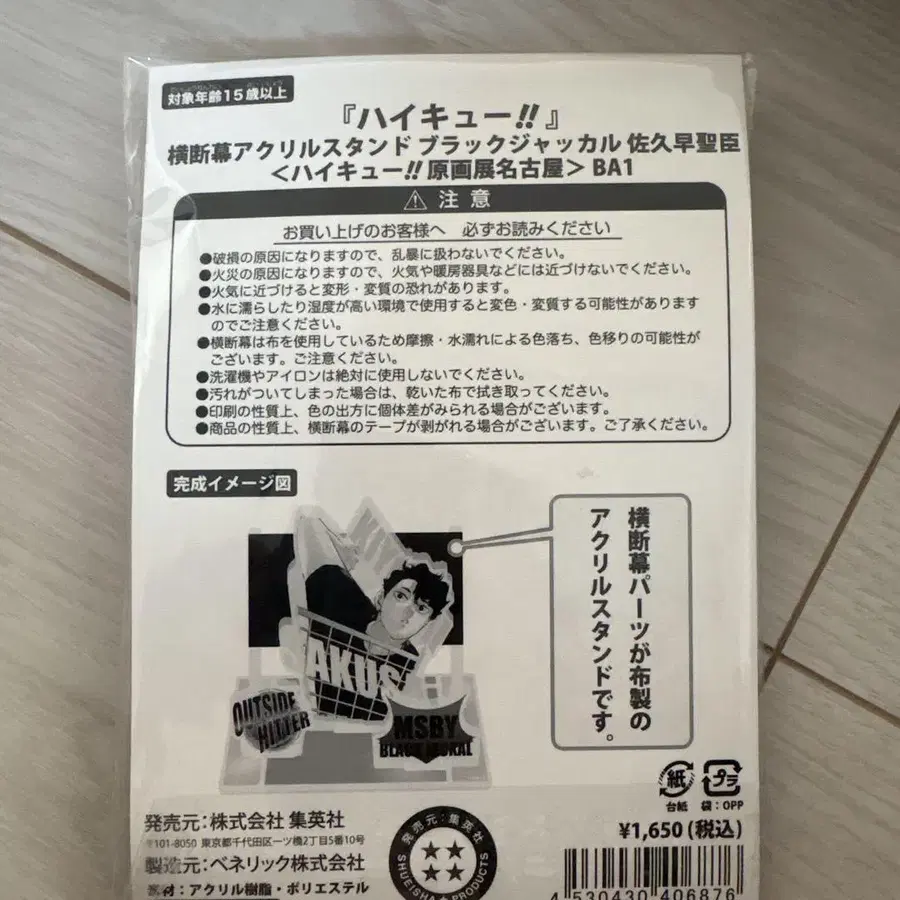 対象年齢15歳以上
『ハイキュー!!』
横断幕アクリルスタンド ブラックジャッカル 佐久早聖臣
＜ハイキュー!! 原画展名古屋＞ BA1
⚠ 注意
お買い上げのお客様へ 必ずお読みください
●破損の原因になりますので、乱暴に扱わないでください。
●火災の原因になりますので、火気や暖房器具などには近づけないでください。
●火気に近づけると変形・変質の恐れがあります。
●水に濡らしたり湿度が高い環境で使用すると変色・変質する可能性があります
のでご注意ください。
●横断幕は布を使用しているため摩擦・水濡れによる色落ち、色移りの可能性が
ございます。ご注意ください。
●洗濯機やアイロンは絶対に使用しないでください。
●汚れがついてしまった場合は、乾いた布で拭き取ってください。
●印刷の性質上、色の出方に個体差がみられる場合がございます。
●商品の性質上、横断幕のテープが剥がれる場合がございます。ご了承ください。
完成イメージ図
横断幕パーツが布製の
アクリルスタンドです。
AKUS
OUTSIDE
HITTER
MSBY
紙
台紙
プラ
袋：OPP
¥1,650 (税込)
発売元：株式会社 集英社
〒101-8050 東京都千代田区一ツ橋2丁目5番10号
製造元：ベネリック株式会社
素材：アクリル樹脂・ポリエステル
発売元：集英社
SHUEISHA PRODUCTS
4 530430 406876